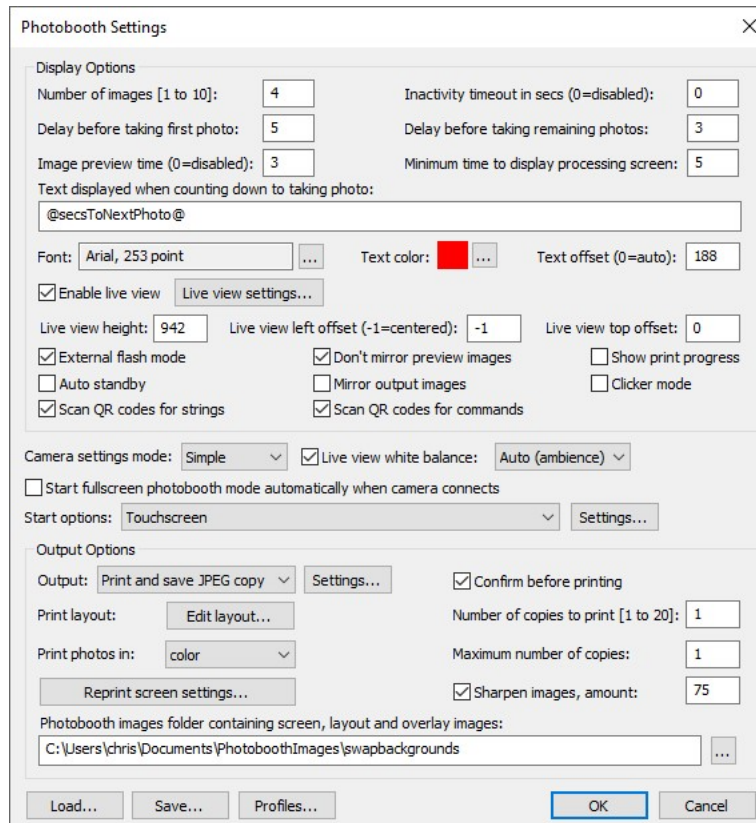 Photobooth Settings
Display Options
Number of images [1 to 10]: 4 Inactivity timeout in secs (0=disabled): 0
Delay before taking first photo: 5 Delay before taking remaining photos: 3
Image preview time (0=disabled): 3 Minimum time to display processing screen: 5
Text displayed when counting down to taking photo:
@secsToNextPhoto@
Font: Arial, 253 point ... Text color: ... Text offset (0=auto): 188
Enable live view Live view settings...
Live view height: 942 Live view left offset (-1=centered): -1 Live view top offset: 0
External flash mode Don't mirror preview images Show print progress
Auto standby Mirror output images Clicker mode
Scan QR codes for strings Scan QR codes for commands
Camera settings mode: Simple Live view white balance: Auto (ambience)
Start fullscreen photobooth mode automatically when camera connects
Start options: Touchscreen Settings...
Output Options
Output: Print and save JPEG copy Settings... Confirm before printing
Print layout: Edit layout... Number of copies to print [1 to 20]: 1
Print photos in: color Maximum number of copies: 1
Reprint screen settings... Sharpen images, amount: 75
Photobooth images folder containing screen, layout and overlay images:
C:\Users\chris\Documents\PhotoboothImages\swapbackgrounds ...
Load... Save... Profiles... OK Cancel